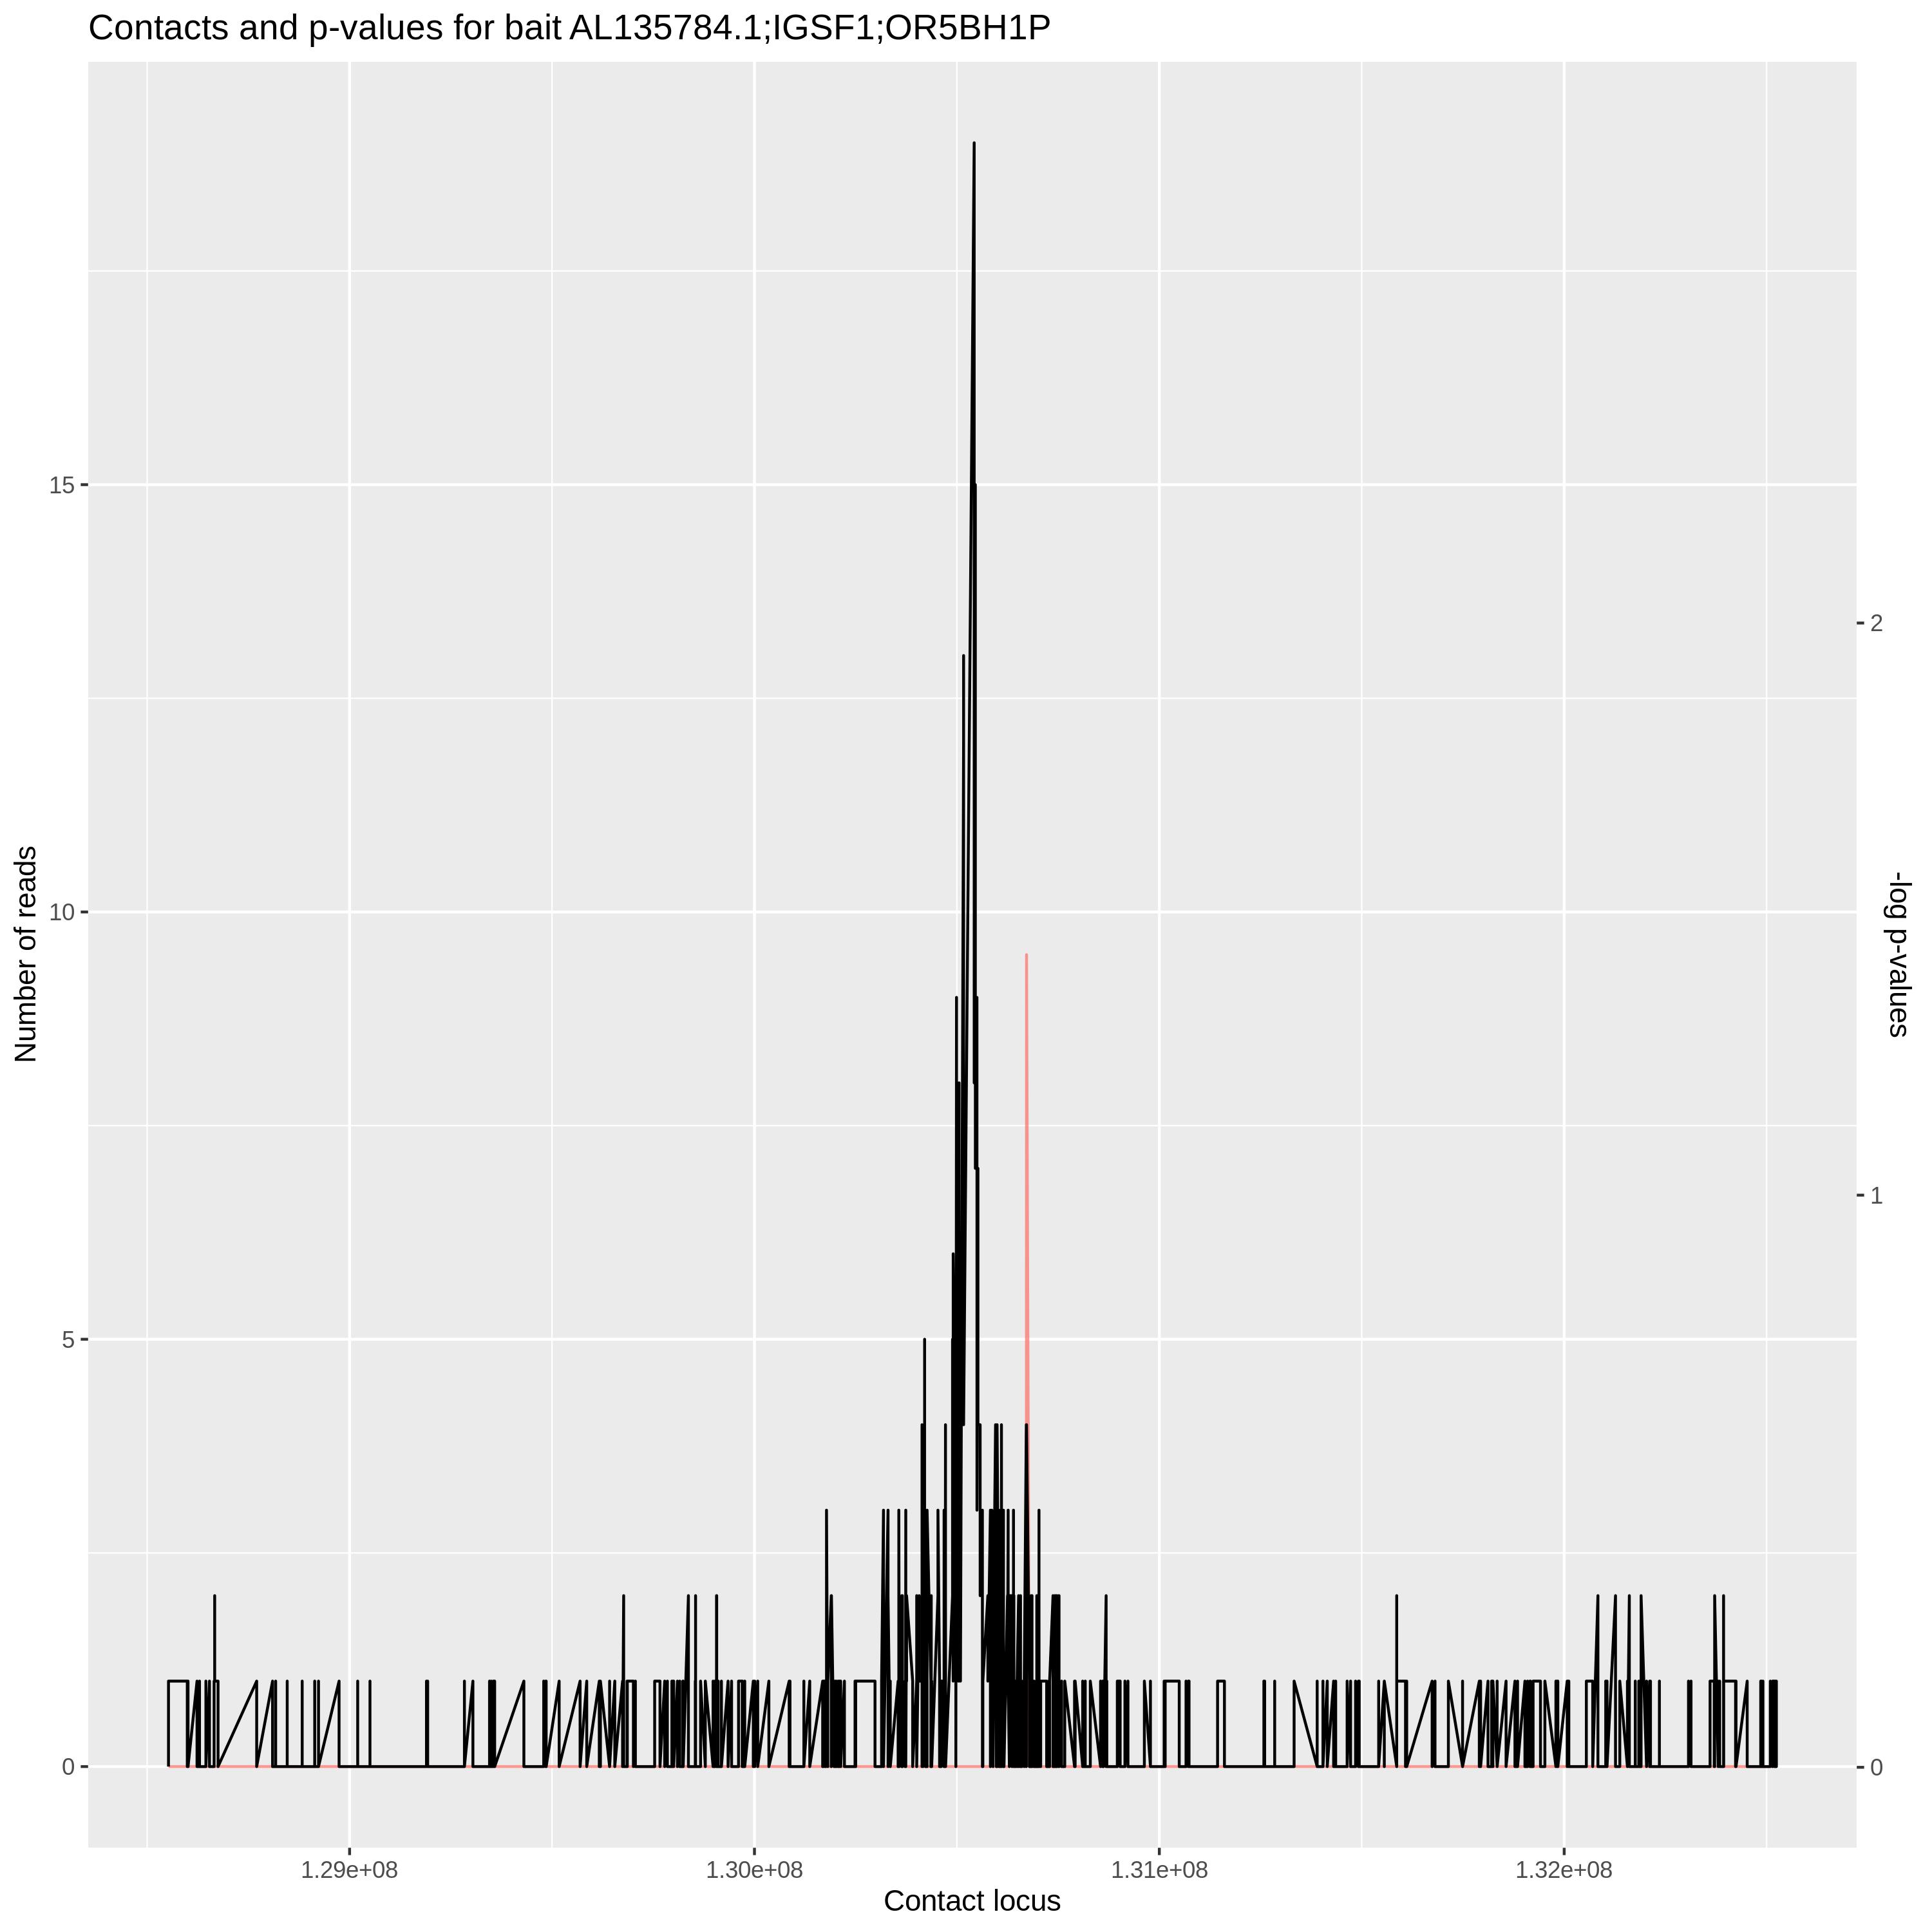 Contacts and p-values for bait AL135784.1;IGSF1;OR5BH1P
Number of reads
15
10
5
0
2
1
0
-log p-values
1.29e+08 1.30e+08 1.31e+08 1.32e+08
Contact locus